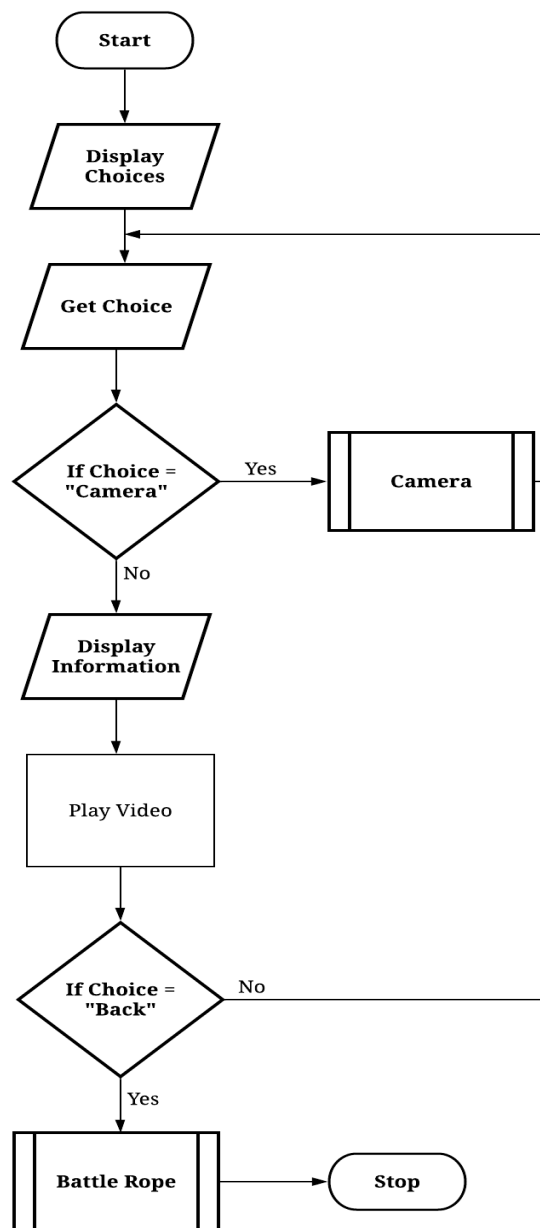 Start
Display
Choices
Get Choice
If Choice =
"Camera"
Yes
Camera
No
Display
Information
Play Video
If Choice =
"Back"
No
Yes
Battle Rope
Stop